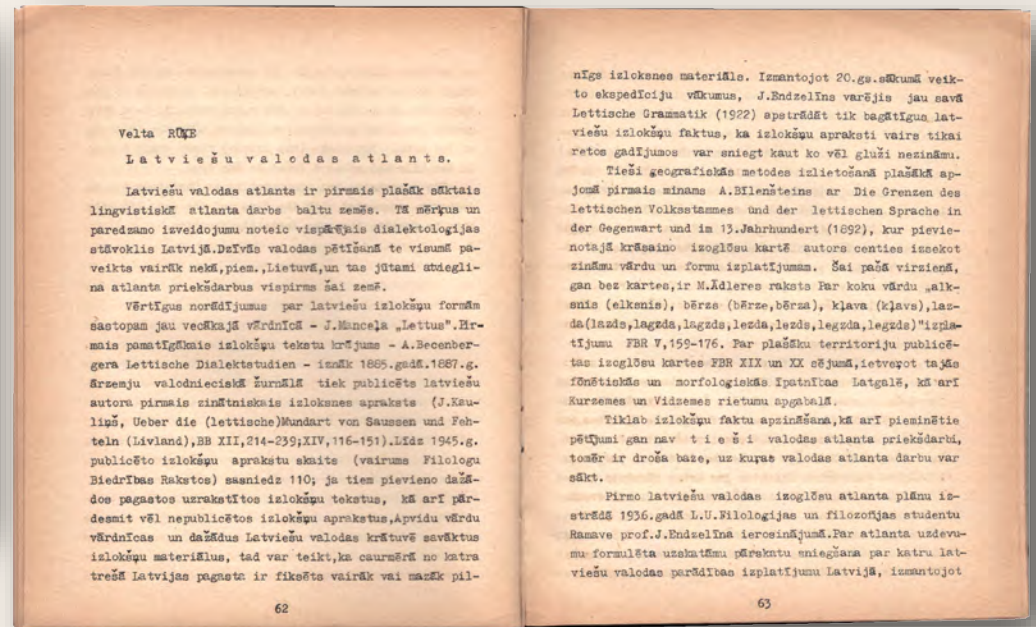 Velta RŪĶE
Latviešu valodas atlants.
Latviešu valodas atlants ir pirmais plašāk sāktais
lingvistiskā atlanta darbs baltu zemēs. Tā mērķus un
paredzamo izveidojumu noteic vispārējais dialektoloģijas
stāvoklis Latvijā.Dzīvās valodas pētīšanā te visumā pa-
veikts vairāk nekā,piem.,Lietuvā,un tas jūtami atviegli-
na atlanta priekšdarbus vispirms šai zemē.
Vērtīgus norādījumus par latviešu izlokšņu formām
sastopam jau vecākajā vārdnīcā - J.Manceļa „Lettus".Pir-
mais pamatīgākais izlokšņu tekstu krājums - A.Becenber-
gera Lettische Dialektstudien - iznāk 1885.gadā.1887.g.
ārzemju valodnieciskā žurnālā tiek publicēts latviešu
autora pirmais zinātniskais izloksnes apraksts (J.Kau-
liņš, Ueber die (lettische)Mundart von Saussen und Feh-
teln (Livland),BB XII,214-239;XIV,116-151).Līdz 1945.g.
publicēto izlokšņu aprakstu skaits (vairums Filologu
Biedrības Rakstos) sasniedz 110; ja tiem pievieno dažā-
dos pagastos uzrakstītos izlokšņu tekstus, kā arī pār-
desmit vēl nepublicētos izlokšņu aprakstus,Apvidu vārdu
vārdnīcas un dažādus Latviešu valodas krātuvē savāktus
izlokšņu materiālus, tad var teikt,ka caurmērā no katra
trešā Latvijas pagasta ir fiksēts vairāk vai mazāk pil-
62
nīgs izloksnes materiāls. Izmantojot 20.gs.sākumā veik-
to ekspedīciju vākumus, J.Endzelīns varējis jau savā
Lettische Grammatik (1922) apstrādāt tik bagātīgus lat-
viešu izlokšņu faktus, ka izlokšņu apraksti vairs tikai
retos gadījumos var sniegt kaut ko vēl gluži nezināmu.
Tieši ģeografiskās metodes izlietošanā plašākā ap-
jomā pirmais minams A.Bīlenšteins ar Die Grenzen des
lettischen Volksstammes und der lettischen Sprache in
der Gegenwart und im 13.Jahrhundert (1892), kur pievie-
notajā krāsaino izoglōsu kartē autors centies izsekot
zināmu vārdu un formu izplatījumam. Šai pašā virzienā,
gan bez kartes,ir M.Ādleres raksts Par koku vārdu „alk-
snis (elksnis), bērzs (bērze,bērza), kļava (kļavs),laz-
da(lazds,lagzda,lagzds,lezda,lezds,legzda,legzds)"izpla-
tījumu FBR V,159-176. Par plašāku territoriju publicē-
tas izoglōsu kartes FBR XIX un XX sējumā,ietverot tajās
fōnētiskās un morfoloģiskās īpatnības Latgalē, kā arī
Kurzemes un Vidzemes rietumu apgabalā.
Tiklab izlokšņu faktu apzināšana,kā arī pieminētie
pētījumi gan nav tieši valodas atlanta priekšdarbi,
tomēr ir droša baze, uz kuŗas valodas atlanta darbu var
sākt.
Pirmo latviešu valodas izoglōsu atlanta plānu iz-
strādā 1936.gadā L.U.Filoloģijas un filozofijas studentu
Ramave prof.J.Endzelīna ierosinājumā.Par atlanta uzdevu-
mu formulēta uzskatāmu pārskatu sniegšana par katru lat-
viešu valodas parādības izplatījumu Latvijā, izmantojot
63